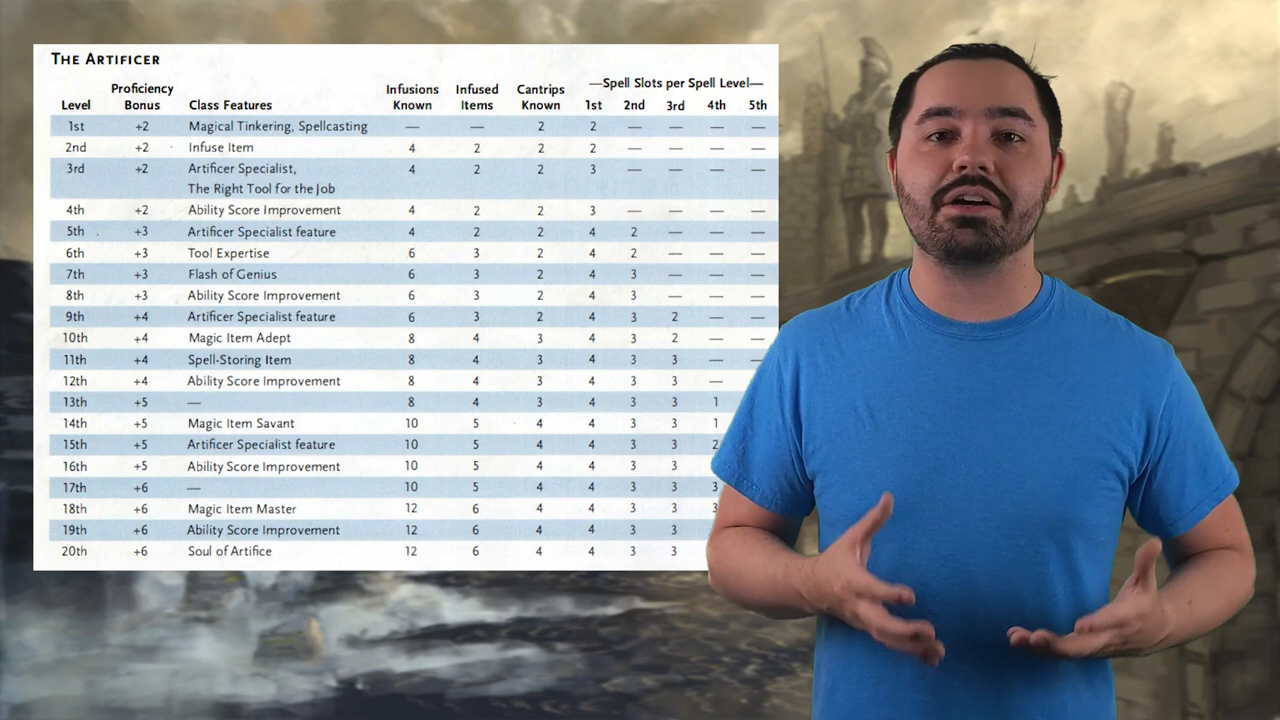 THE ARTIFICER
Proficiency Infusions Infused Cantrips —Spell Slots per Spell Level—
Level Bonus Class Features Known Items Known 1st 2nd 3rd 4th 5th
1st +2 Magical Tinkering, Spellcasting — — 2 2 — — — —
2nd +2 Infuse Item 4 2 2 2 — — — —
3rd +2 Artificer Specialist, 4 2 2 3 — — — —
The Right Tool for the Job
4th +2 Ability Score Improvement 4 2 2 3 — — — —
5th +3 Artificer Specialist feature 4 2 2 4 2 — — —
6th +3 Tool Expertise 6 3 2 4 2 — — —
7th +3 Flash of Genius 6 3 2 4 3 — — —
8th +3 Ability Score Improvement 6 3 2 4 3 — — —
9th +4 Artificer Specialist feature 6 3 2 4 3 2 — —
10th +4 Magic Item Adept 8 4 3 4 3 2 — —
11th +4 Spell-Storing Item 8 4 3 4 3 3 — —
12th +4 Ability Score Improvement 8 4 3 4 3 3 —
13th +5 — 8 4 3 4 3 3 1
14th +5 Magic Item Savant 10 5 4 4 3 3 1
15th +5 Artificer Specialist feature 10 5 4 4 3 3 2
16th +5 Ability Score Improvement 10 5 4 4 3 3
17th +6 — 10 5 4 4 3 3 3
18th +6 Magic Item Master 12 6 4 4 3 3 3
19th +6 Ability Score Improvement 12 6 4 4 3 3
20th +6 Soul of Artifice 12 6 4 4 3 3